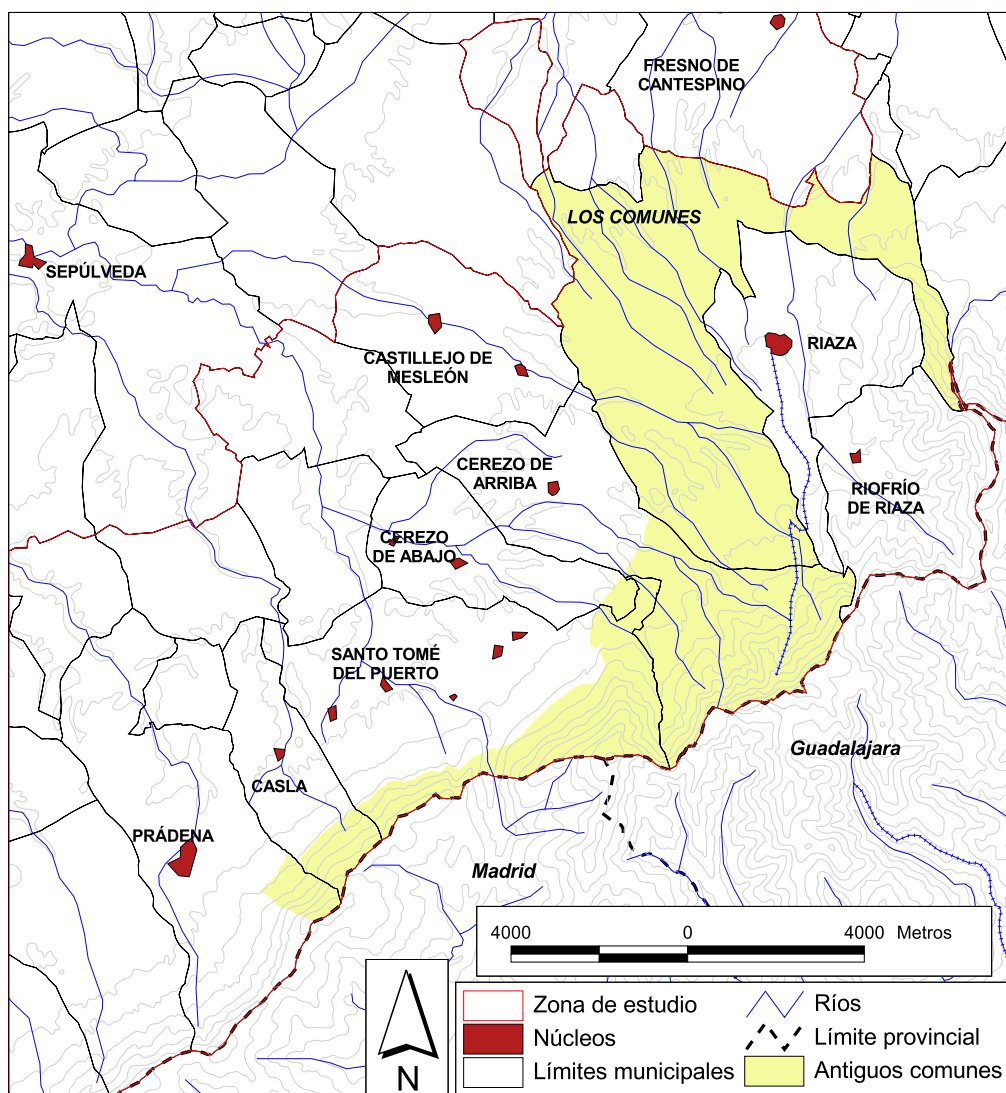 FRESNO DE
CANTESPINO
LOS COMUNES
SEPÚLVEDA
RIAZA
CASTILLEJO DE
MESLEÓN
CEREZO DE
ARRIBA
RIOFRÍO
DE RIAZA
CEREZO
DE ABAJO
SANTO TOMÉ
DEL PUERTO
Guadalajara
CASLA
PRÁDENA
Madrid
4000 0 4000 Metros
N
Zona de estudio
Núcleos
Límites municipales
Ríos
Límite provincial
Antiguos comunes